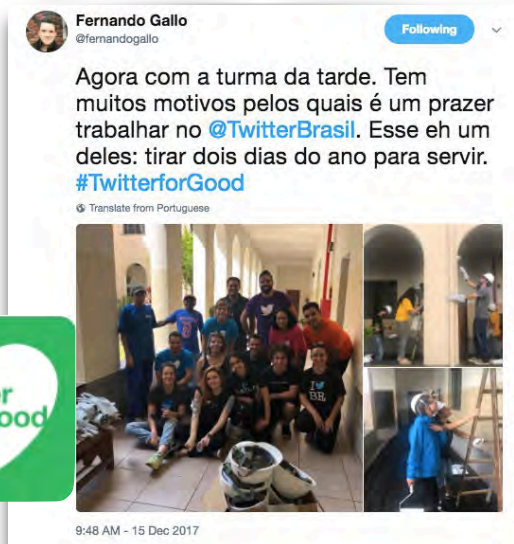 Fernando Gallo
@fernandogallo
Following
Agora com a turma da tarde. Tem
muitos motivos pelos quais é um prazer
trabalhar no @TwitterBrasil. Esse eh um
deles: tirar dois dias do ano para servir.
#TwitterforGood
Translate from Portuguese
BR
ood
9:48 AM - 15 Dec 2017